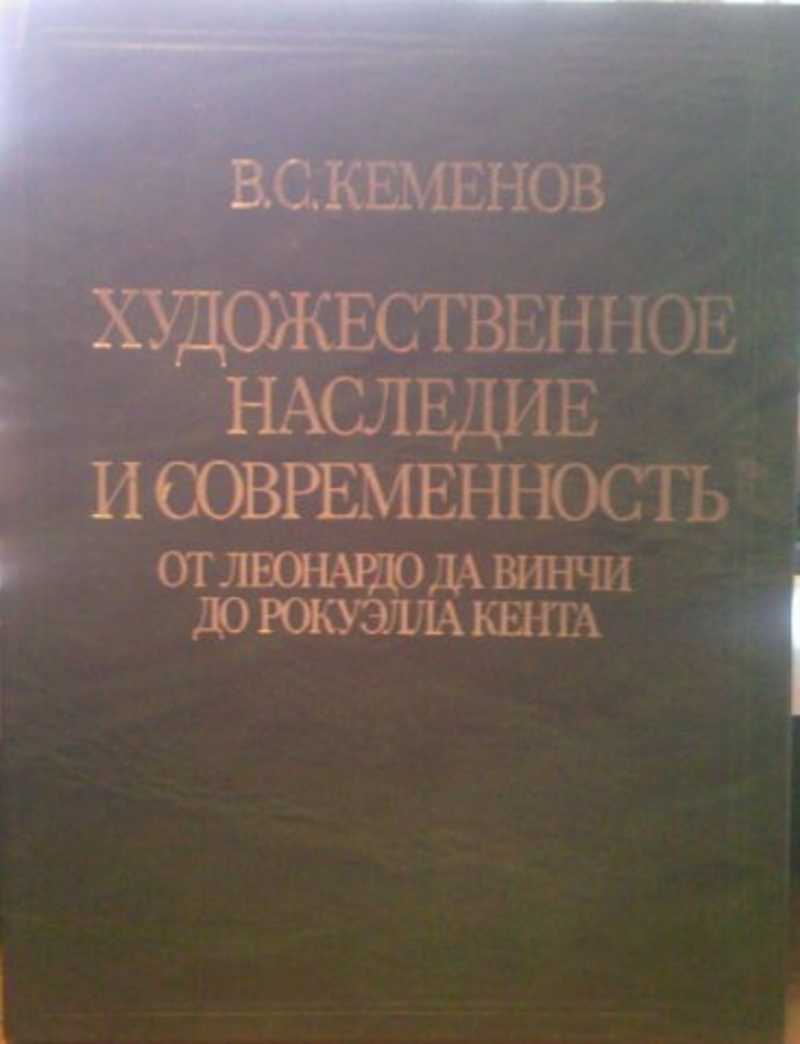 В.С.КЕМЕНОВ
ХУДОЖЕСТВЕННОЕ
НАСЛЕДИЕ
И СОВРЕМЕННОСТЬ
ОТ ЛЕОНАРДО ДА ВИНЧИ
ДО РОКУЭЛЛА КЕНТА